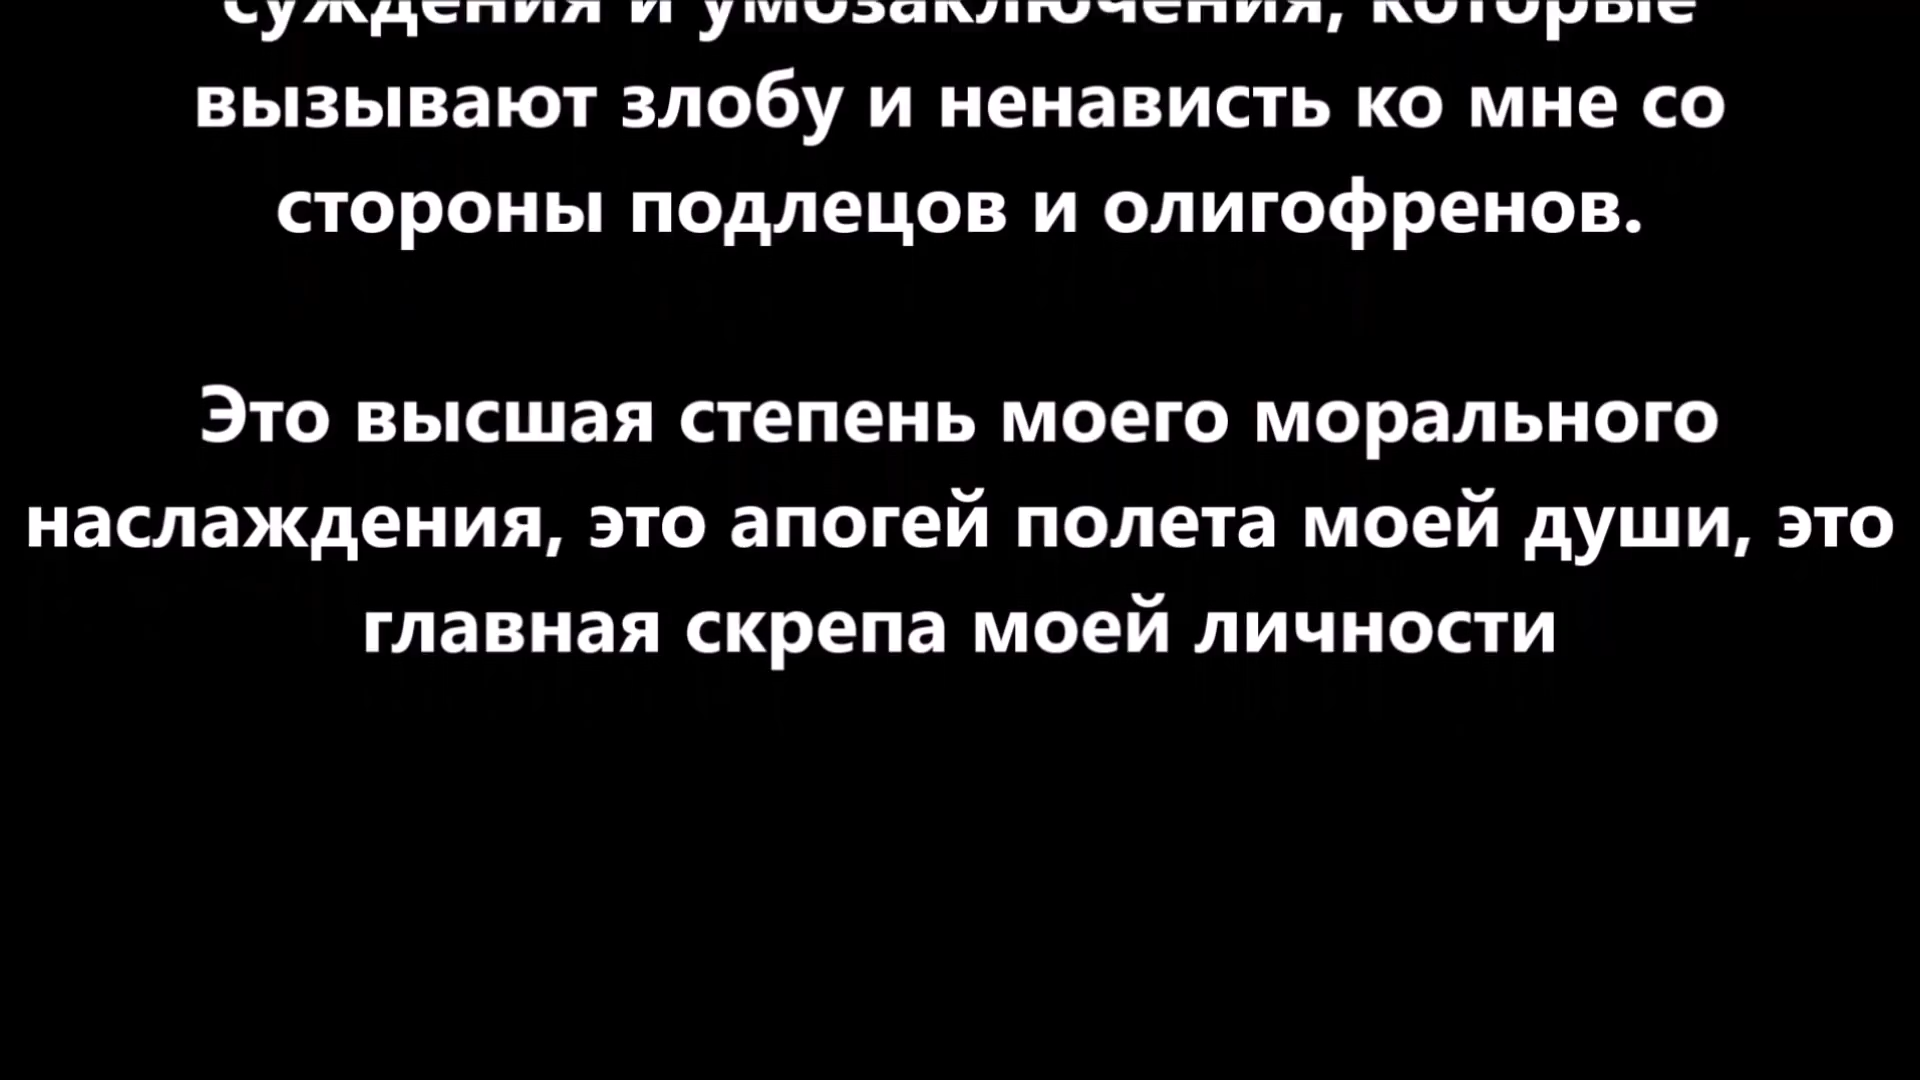 суждения и умозаключения, которые
вызывают злобу и ненависть ко мне со
стороны подлецов и олигофренов.
Это высшая степень моего морального
наслаждения, это апогей полета моей души, это
главная скрепа моей личности